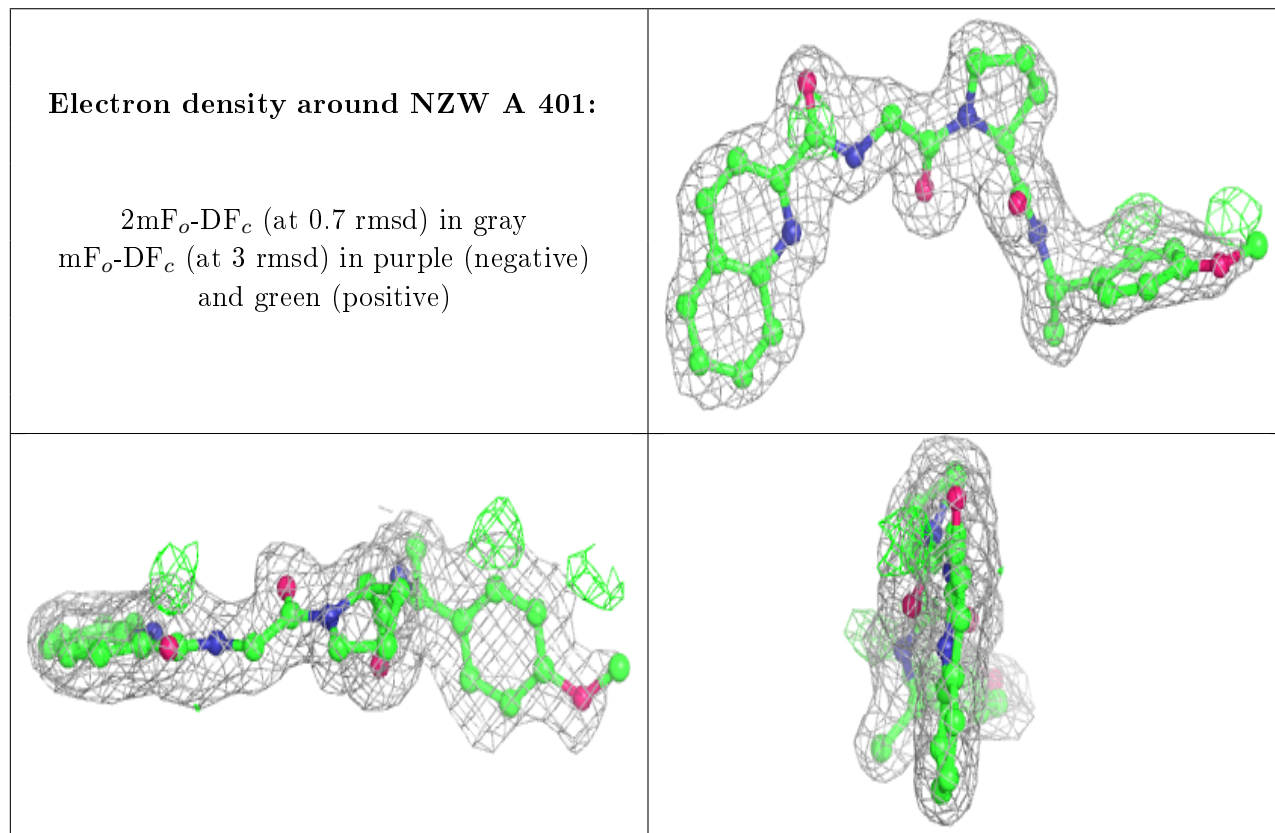 Electron density around NZW A 401:
2mFo-DFc (at 0.7 rmsd) in gray
mFo-DFc (at 3 rmsd) in purple (negative)
and green (positive)